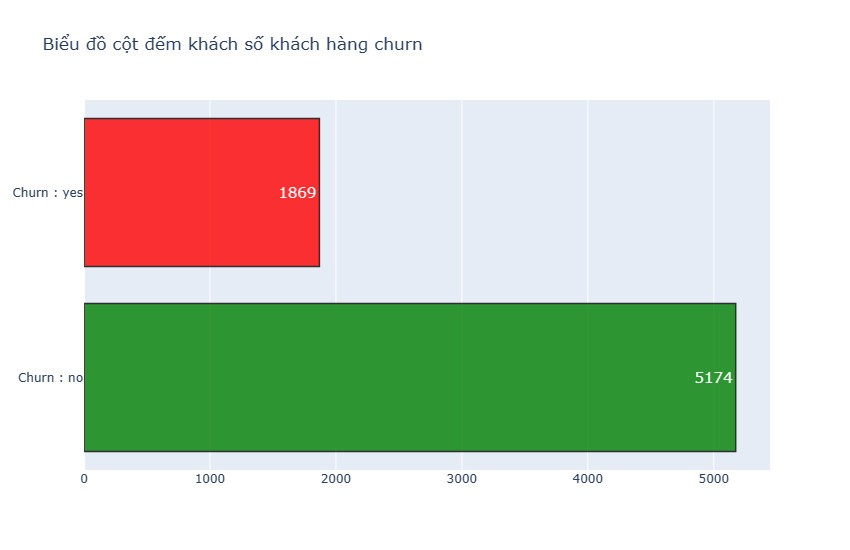 Biểu đồ cột đếm khách số khách hàng churn
Churn : yes
1869
Churn : no
5174
0 1000 2000 3000 4000 5000